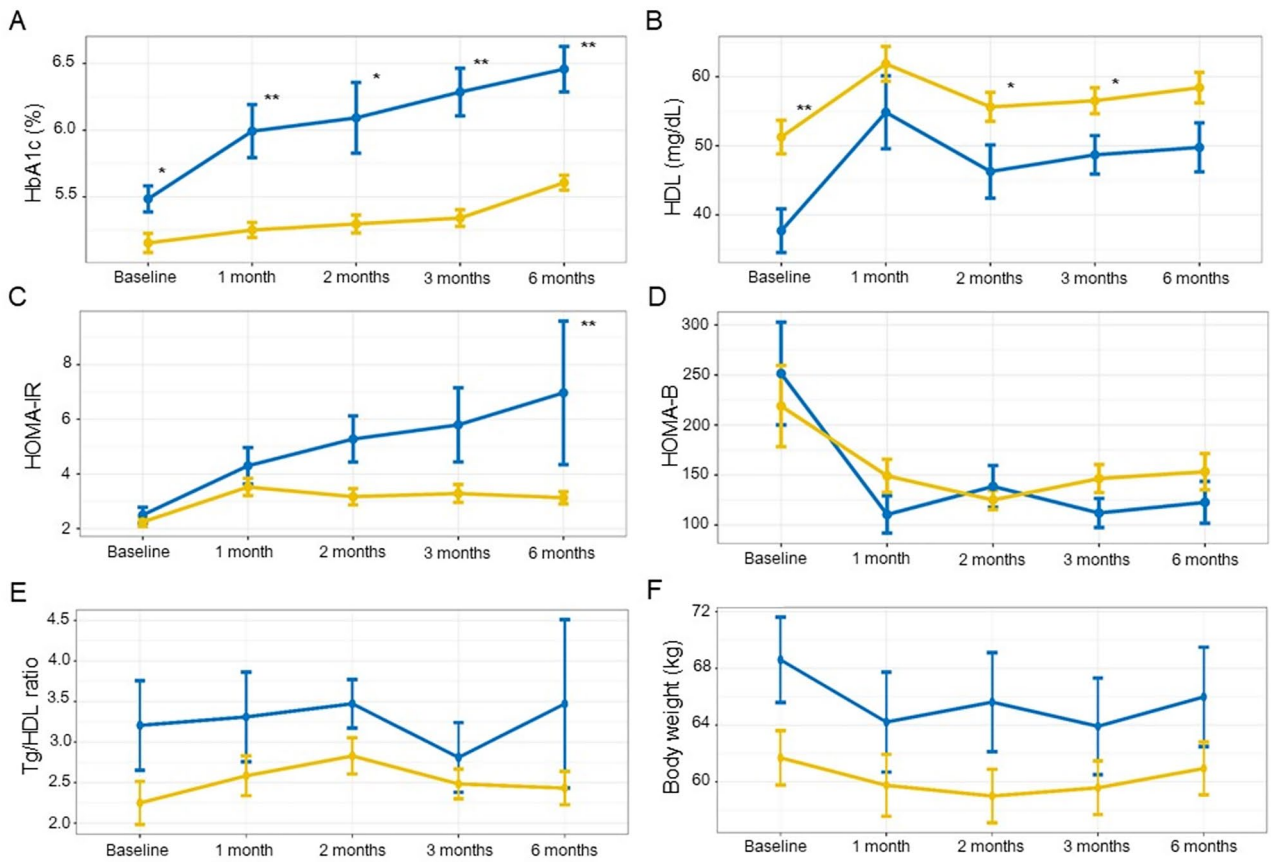 A
HbA1c (%)
6.5
6.0
5.5
*
**
*
**
**
Baseline 1 month 2 months 3 months 6 months
B
HDL (mg/dL)
60
50
40
**
*
*
Baseline 1 month 2 months 3 months 6 months
C
HOMA-IR
8
6
4
2
**
Baseline 1 month 2 months 3 months 6 months
D
HOMA-B
300
250
200
150
100
Baseline 1 month 2 months 3 months 6 months
E
Tg/HDL ratio
4.5
4.0
3.5
3.0
2.5
2.0
Baseline 1 month 2 months 3 months 6 months
F
Body weight (kg)
72
68
64
60
Baseline 1 month 2 months 3 months 6 months